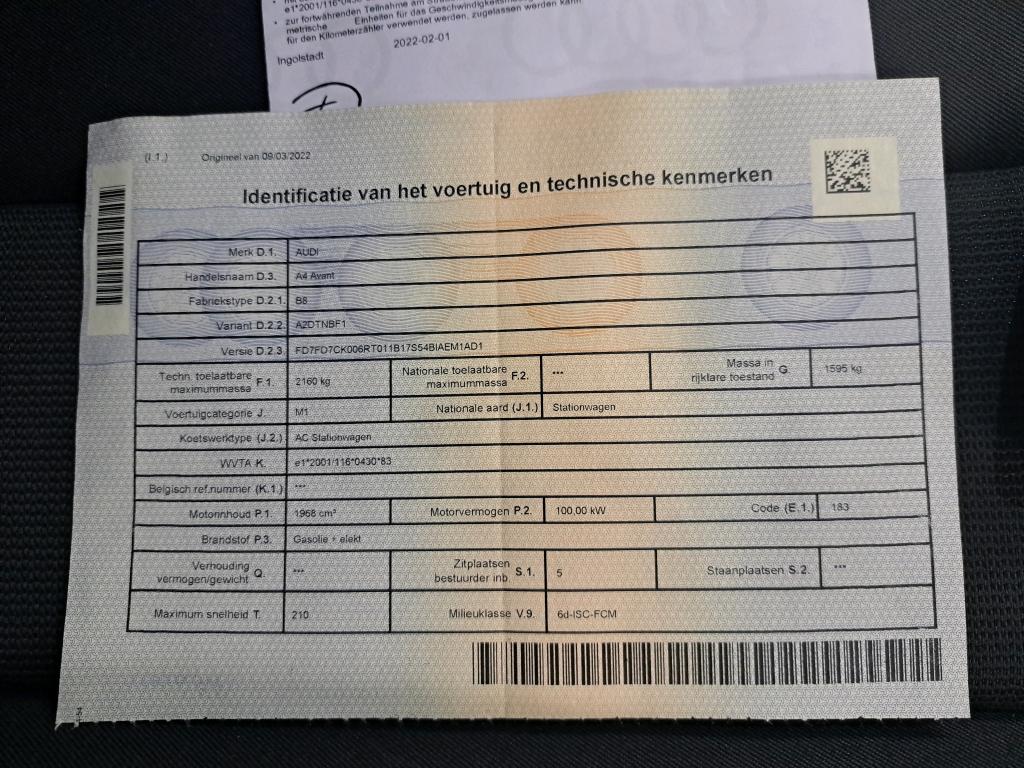 e1*2001/116*0430
zur fortwährenden Teilnahme am
metrische Einheiten für das
für den Kilometerzähler verwendet werden, zugelassen werden kann
Ingolstadt 2022-02-01
(I.1.) Origineel van 09/03/2022
Identificatie van het voertuig en technische kenmerken
Merk D.1. AUDI
Handelsnaam D.3. A4 Avant
Fabriekstype D.2.1. B8
Variant D.2.2. A2DTNBF1
Versie D.2.3. FD7FD7CK006RT011B17S54BIAEM1AD1
Techn. toelaatbare maximummassa F.1. 2160 kg Nationale toelaatbare maximummassa F.2. *** Massa in rijklare toestand G 1595 kg
Voertuigcategorie J. M1 Nationale aard (J.1.) Stationwagen
Koetswerktype (J.2.) AC Stationwagen
WVTA K. e1*2001/116*0430*83
Belgisch ref.nummer (K.1.) ***
Motorinhoud P.1. 1968 cm³ Motorvermogen P.2. 100,00 kW Code (E.1.) 183
Brandstof P.3. Gasolie + elekt
Verhouding vermogen/gewicht Q. *** Zitplaatsen bestuurder inb. S.1. 5 Staanplaatsen S.2. ***
Maximum snelheid T. 210 Milieuklasse V.9. 6d-ISC-FCM